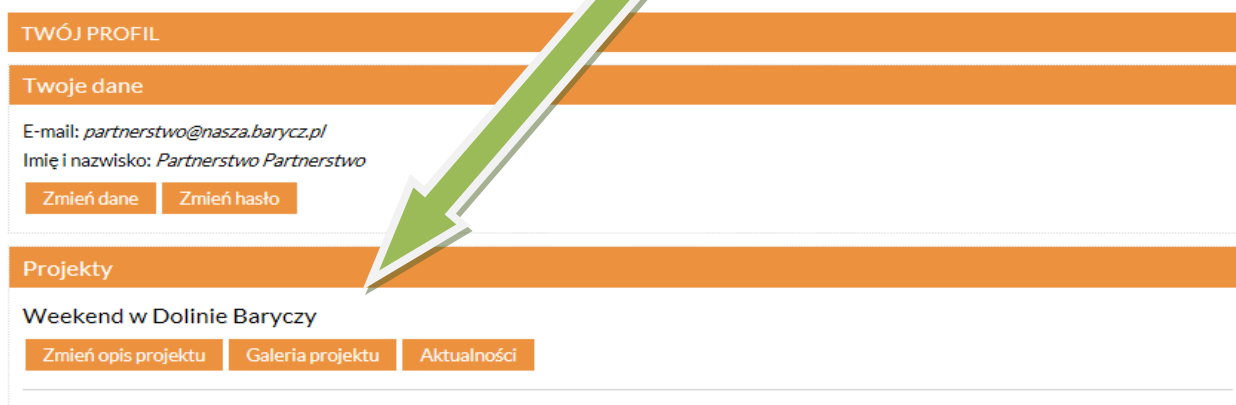 TWÓJ PROFIL
Twoje dane
E-mail: partnerstwo@nasza.barycz.pl
Imię i nazwisko: Partnerstwo Partnerstwo
Zmień dane Zmień hasło
Projekty
Weekend w Dolinie Baryczy
Zmień opis projektu Galeria projektu Aktualności